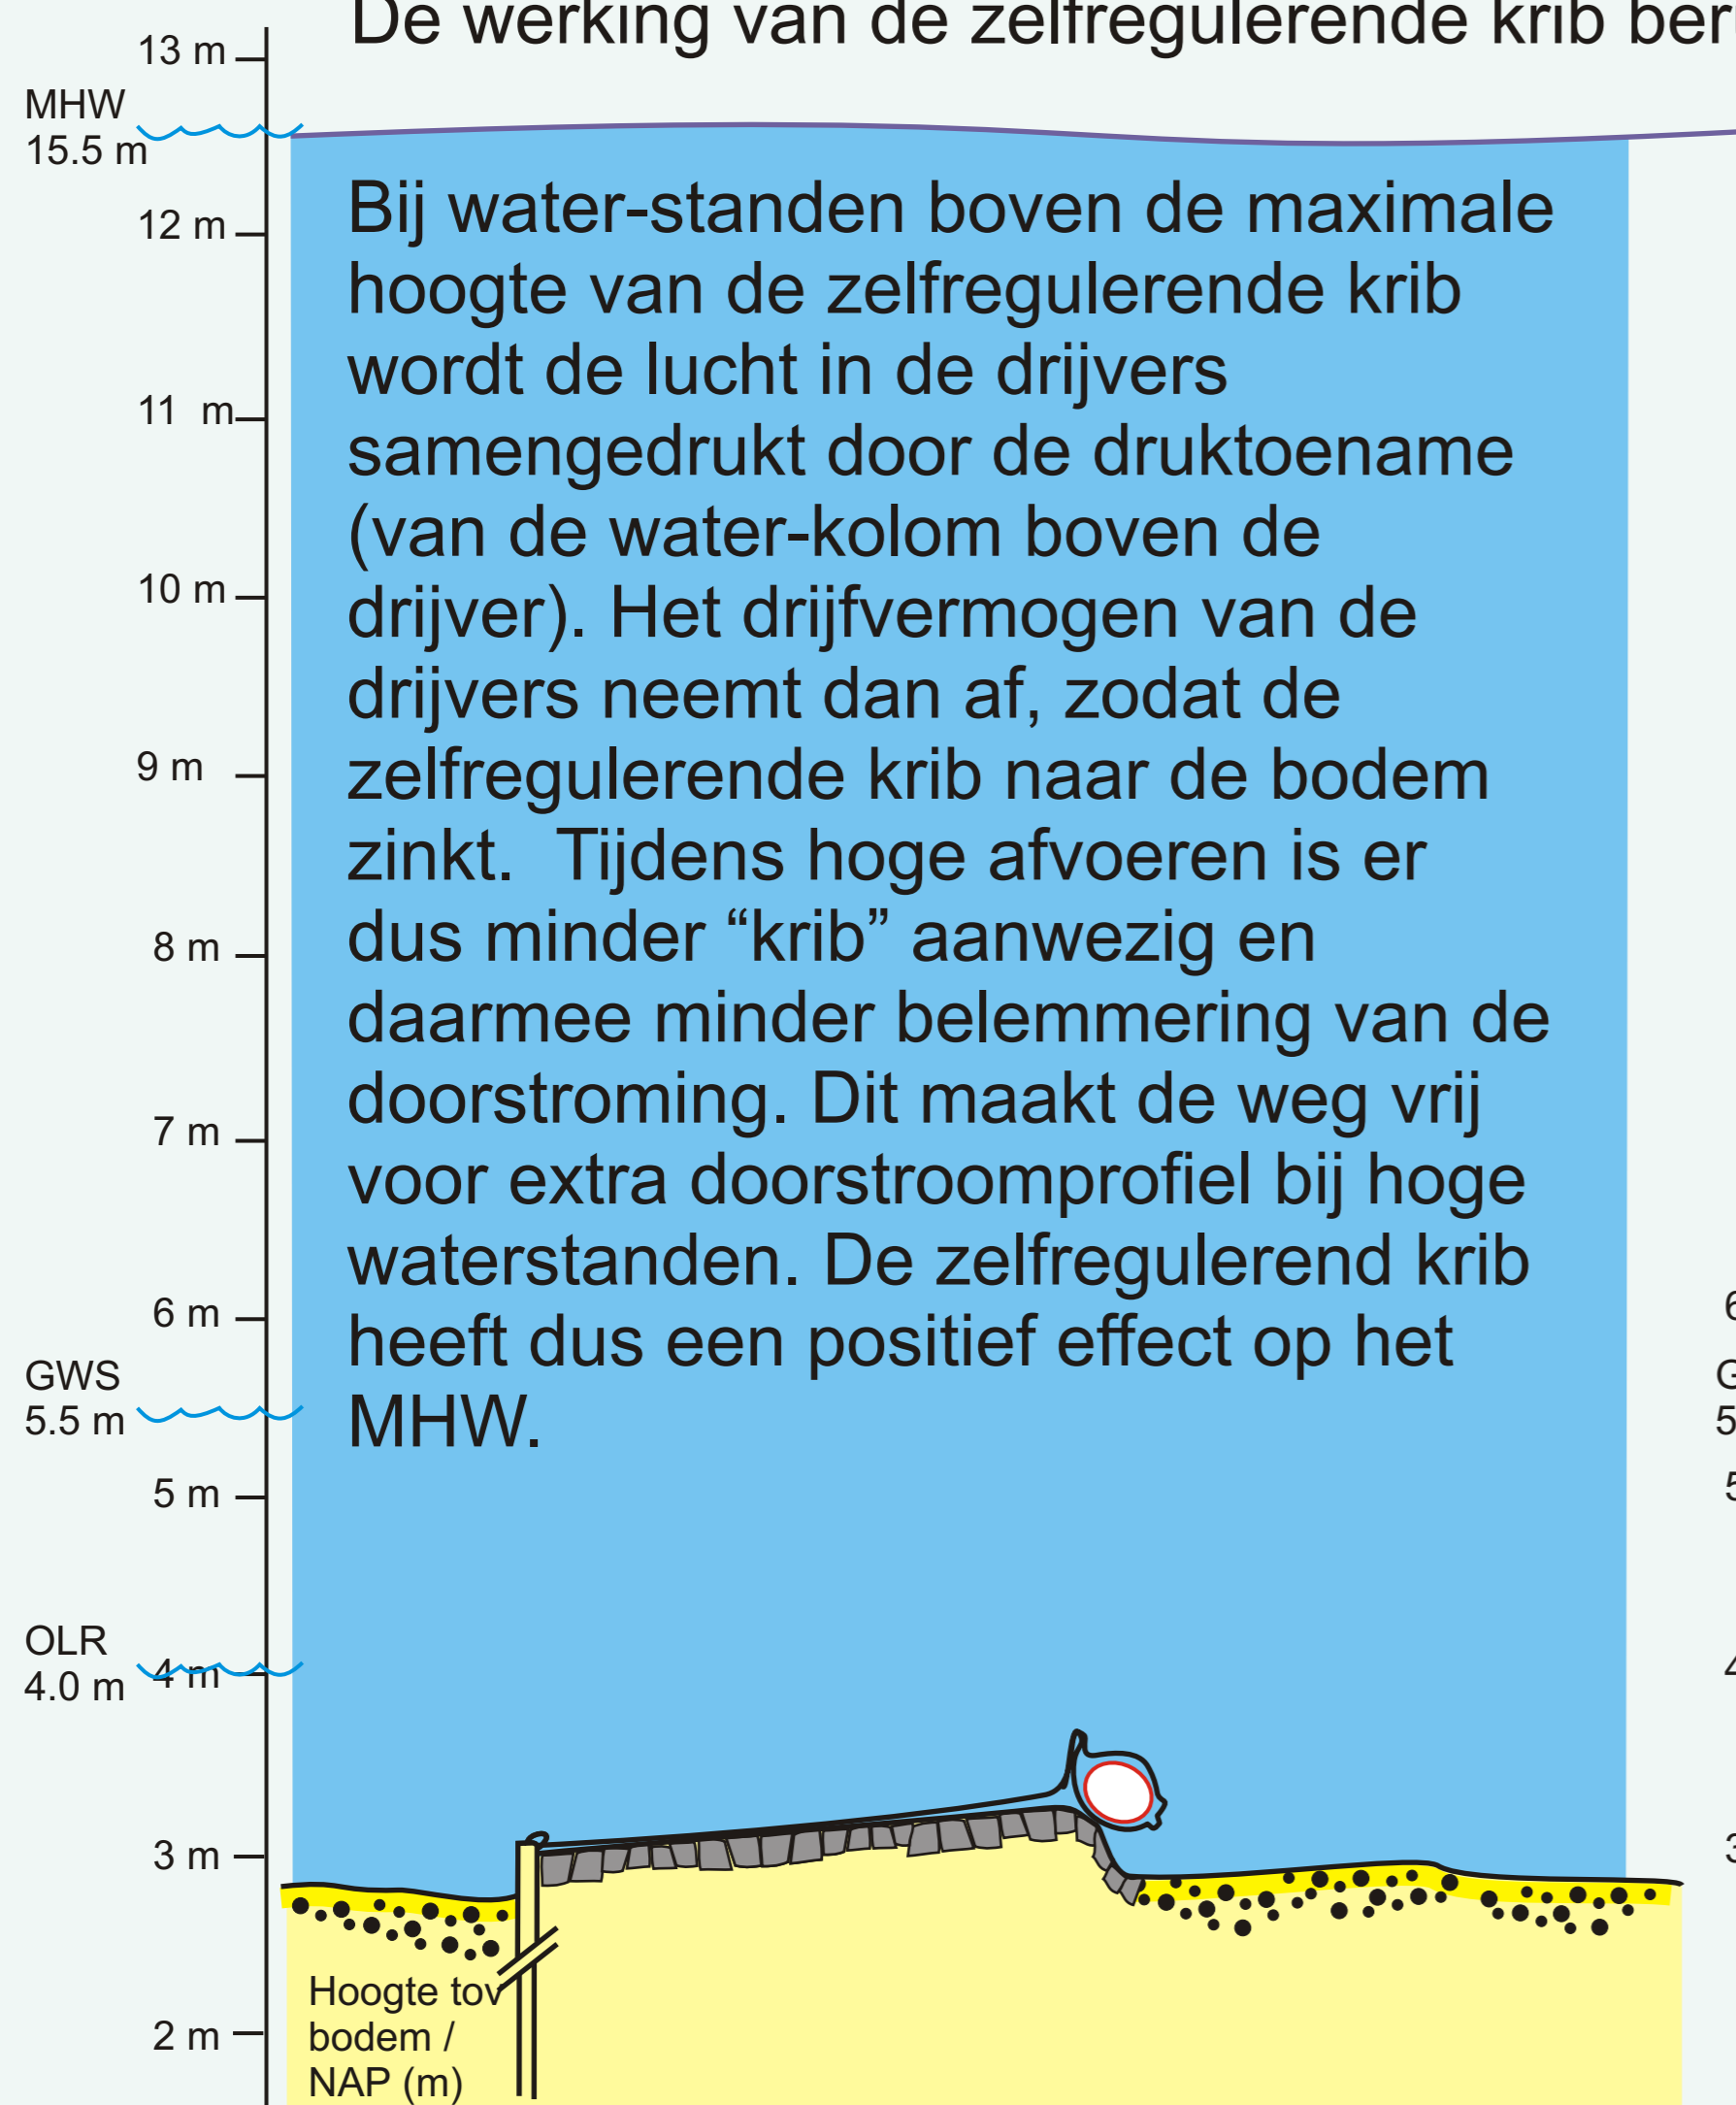 De werking van de zelfregulerende krib
13 m
MHW
15.5 m
12 m
11 m
10 m
9 m
8 m
7 m
6 m
GWS
5.5 m
5 m
OLR
4.0 m
4 m
3 m
2 m
Bij water-standen boven de maximale
hoogte van de zelfregulerende krib
wordt de lucht in de drijvers
samengedrukt door de druktoename
(van de water-kolom boven de
drijver). Het drijfvermogen van de
drijvers neemt dan af, zodat de
zelfregulerende krib naar de bodem
zinkt. Tijdens hoge afvoeren is er
dus minder “krib” aanwezig en
daarmee minder belemmering van de
doorstroming. Dit maakt de weg vrij
voor extra doorstroomprofiel bij hoge
waterstanden. De zelfregulerend krib
heeft dus een positief effect op het
MHW.
Hoogte tov
bodem /
NAP (m)